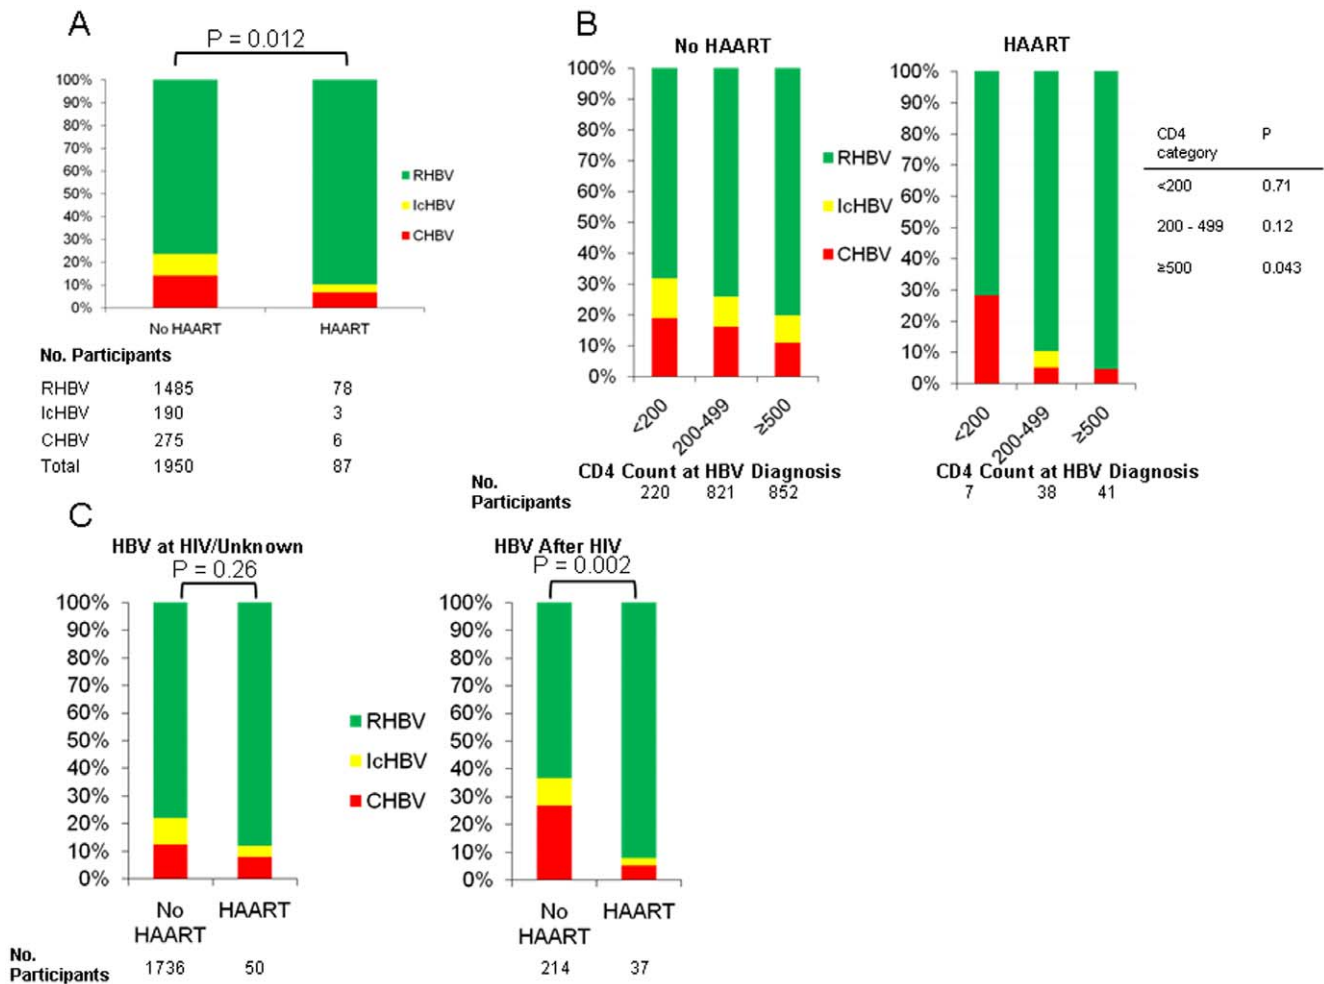 A
P = 0.012
100%
90%
80%
70%
60%
50%
40%
30%
20%
10%
0%
No HAART HAART
RHBV
IcHBV
CHBV
No. Participants
RHBV 1485 78
IcHBV 190 3
CHBV 275 6
Total 1950 87
B
No HAART
100%
90%
80%
70%
60%
50%
40%
30%
20%
10%
0%
<200 200-499 ≥500
CD4 Count at HBV Diagnosis
No.
Participants
220 821 852
RHBV
IcHBV
CHBV
HAART
100%
90%
80%
70%
60%
50%
40%
30%
20%
10%
0%
<200 200-499 ≥500
CD4 Count at HBV Diagnosis
7 38 41
CD4 P
category
<200 0.71
200 - 499 0.12
≥500 0.043
C
HBV at HIV/Unknown
P = 0.26
100%
90%
80%
70%
60%
50%
40%
30%
20%
10%
0%
No HAART
HAART
No.
Participants
1736 50
RHBV
IcHBV
CHBV
HBV After HIV
P = 0.002
100%
90%
80%
70%
60%
50%
40%
30%
20%
10%
0%
No HAART
HAART
214 37